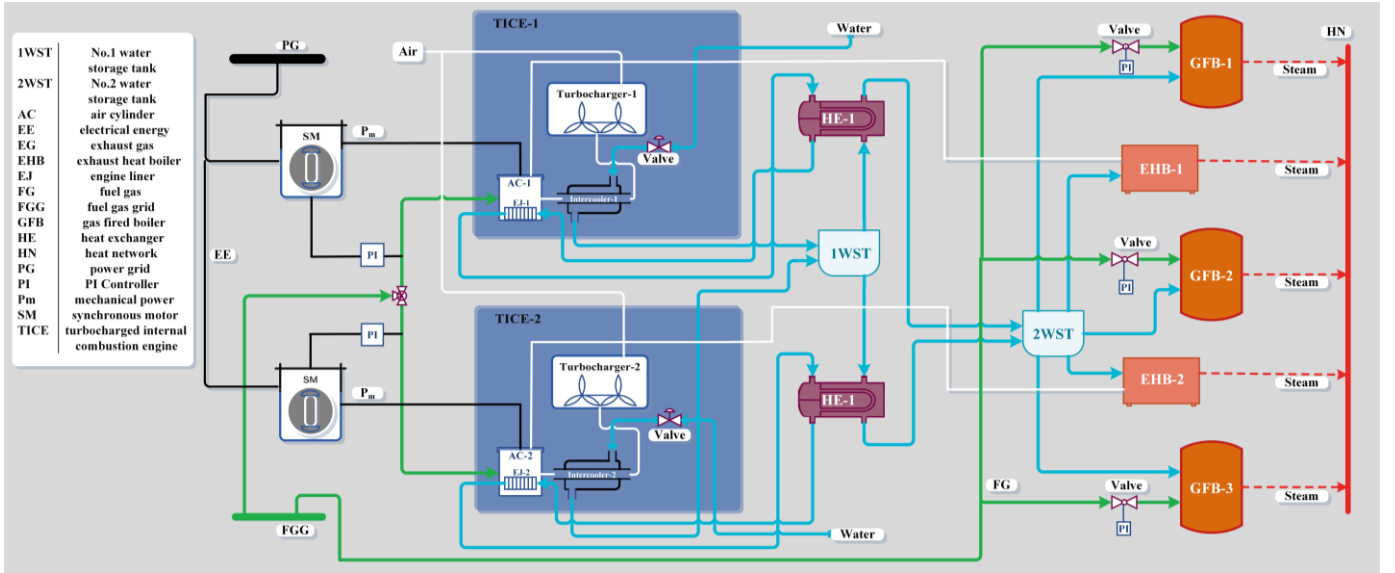 1WST No.1 water
storage tank
2WST No.2 water
storage tank
AC air cylinder
EE electrical energy
EG exhaust gas
EHB exhaust heat boiler
EJ engine liner
FG fuel gas
FGG fuel gas grid
GFB gas fired boiler
HE heat exchanger
HN heat network
PG power grid
PI PI Controller
Pm mechanical power
SM synchronous motor
TICE turbocharged internal
combustion engine
PG
SM
Pm
PI
EE
PI
SM
Pm
FGG
Air
TICE-1
Turbocharger-1
Valve
AC-1
EJ-1
Intercooler-1
Water
TICE-2
Turbocharger-2
Valve
AC-2
EJ-2
Intercooler-2
Water
HE-1
1WST
HE-1
2WST
FG
Valve
PI
GFB-1
Steam
HN
EHB-1
Steam
Valve
PI
GFB-2
Steam
EHB-2
Steam
Valve
PI
GFB-3
Steam